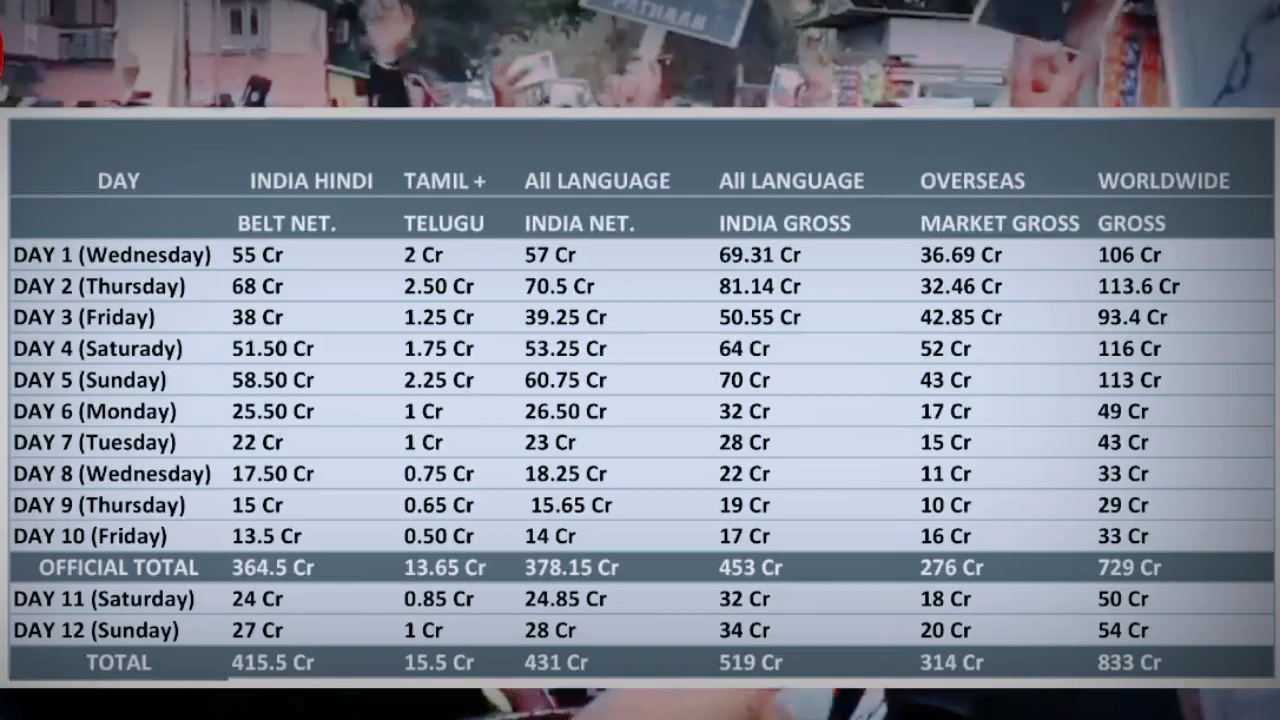 PATHAAN
DAY INDIA HINDI TAMIL + All LANGUAGE All LANGUAGE OVERSEAS WORLDWIDE
BELT NET. TELUGU INDIA NET. INDIA GROSS MARKET GROSS GROSS
DAY 1 (Wednesday) 55 Cr 2 Cr 57 Cr 69.31 Cr 36.69 Cr 106 Cr
DAY 2 (Thursday) 68 Cr 2.50 Cr 70.5 Cr 81.14 Cr 32.46 Cr 113.6 Cr
DAY 3 (Friday) 38 Cr 1.25 Cr 39.25 Cr 50.55 Cr 42.85 Cr 93.4 Cr
DAY 4 (Saturady) 51.50 Cr 1.75 Cr 53.25 Cr 64 Cr 52 Cr 116 Cr
DAY 5 (Sunday) 58.50 Cr 2.25 Cr 60.75 Cr 70 Cr 43 Cr 113 Cr
DAY 6 (Monday) 25.50 Cr 1 Cr 26.50 Cr 32 Cr 17 Cr 49 Cr
DAY 7 (Tuesday) 22 Cr 1 Cr 23 Cr 28 Cr 15 Cr 43 Cr
DAY 8 (Wednesday) 17.50 Cr 0.75 Cr 18.25 Cr 22 Cr 11 Cr 33 Cr
DAY 9 (Thursday) 15 Cr 0.65 Cr 15.65 Cr 19 Cr 10 Cr 29 Cr
DAY 10 (Friday) 13.5 Cr 0.50 Cr 14 Cr 17 Cr 16 Cr 33 Cr
OFFICIAL TOTAL 364.5 Cr 13.65 Cr 378.15 Cr 453 Cr 276 Cr 729 Cr
DAY 11 (Saturday) 24 Cr 0.85 Cr 24.85 Cr 32 Cr 18 Cr 50 Cr
DAY 12 (Sunday) 27 Cr 1 Cr 28 Cr 34 Cr 20 Cr 54 Cr
TOTAL 415.5 Cr 15.5 Cr 431 Cr 519 Cr 314 Cr 833 Cr